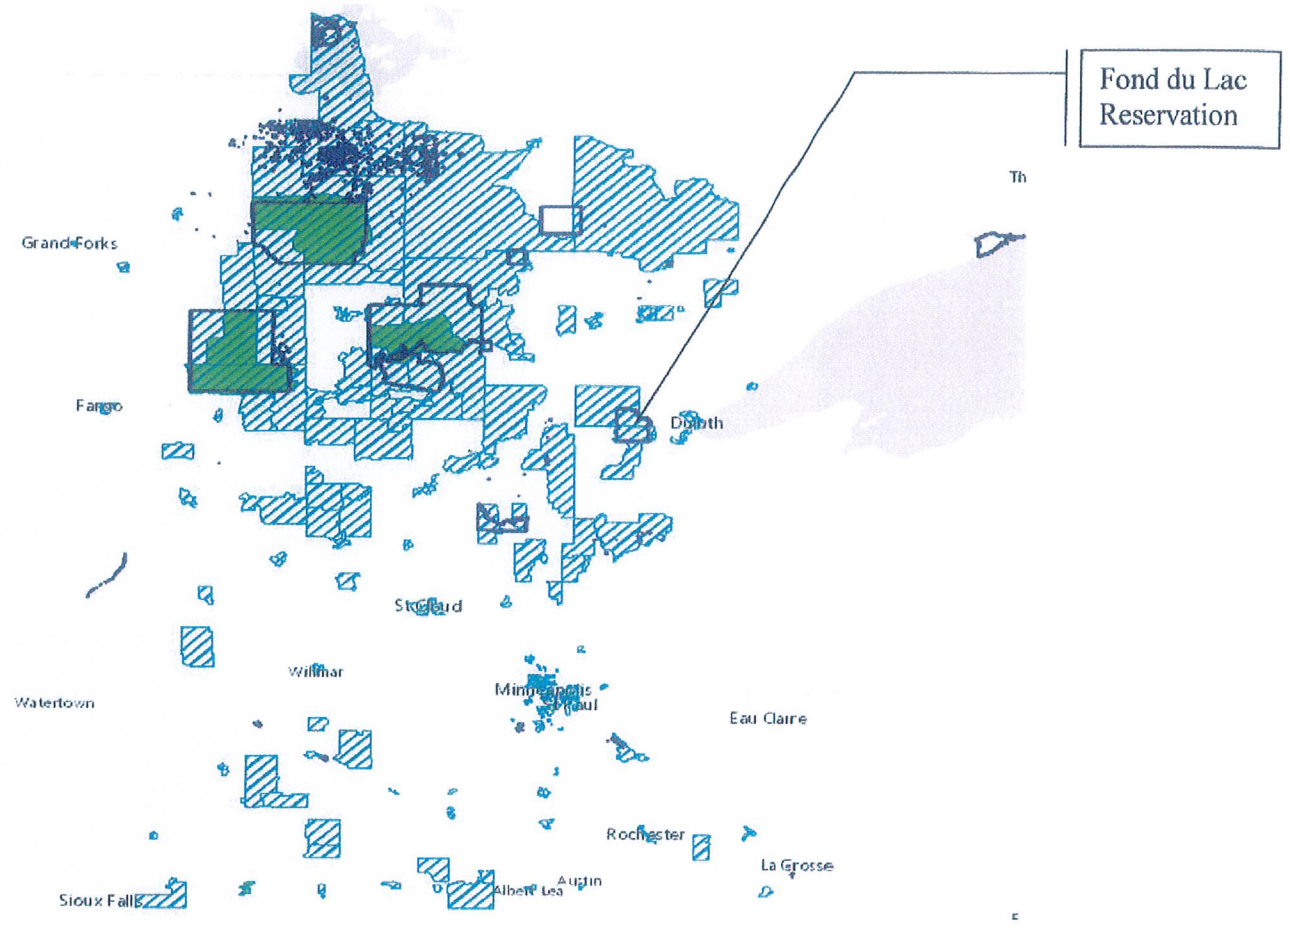 Fond du Lac
Reservation
Th
Grand Forks
Fargo
Duluth
St Cloud
Willmar
Minneapolis
St Paul
Watertown
Eau Claire
Rochester
La Crosse
Austin
Albert Lea
Sioux Falls